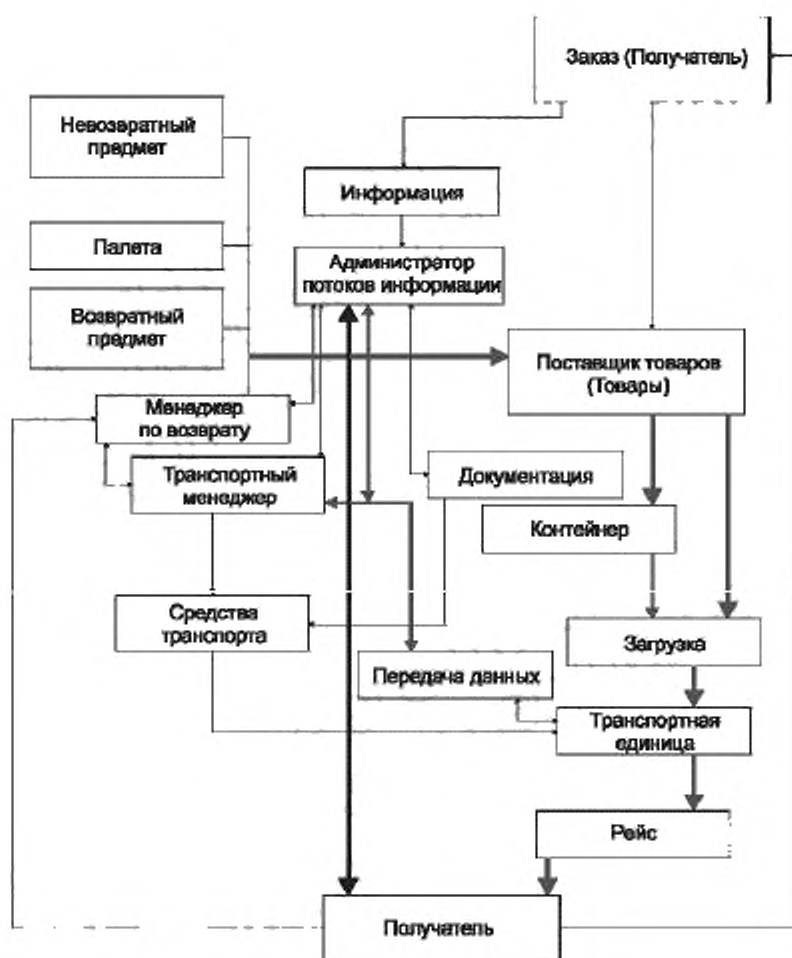 Заказ (Получатель)
Невозвратный
предмет
Информация
Палета
Администратор
потоков информации
Возвратный
предмет
Поставщик товаров
(Товары)
Менеджер
по возврату
Транспортный
менеджер
Документация
Контейнер
Средства
транспорта
Загрузка
Передача данных
Транспортная
единица
Рейс
Получатель